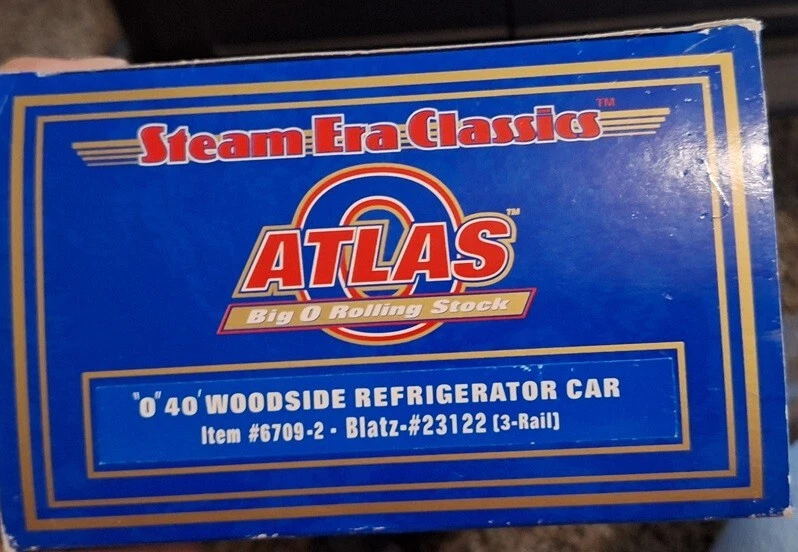 Steam Era Classics™
ATLAS™
Big O Rolling Stock
"O" 40' WOODSIDE REFRIGERATOR CAR
Item #6709-2 - Blatz-#23122 (3-Rail)